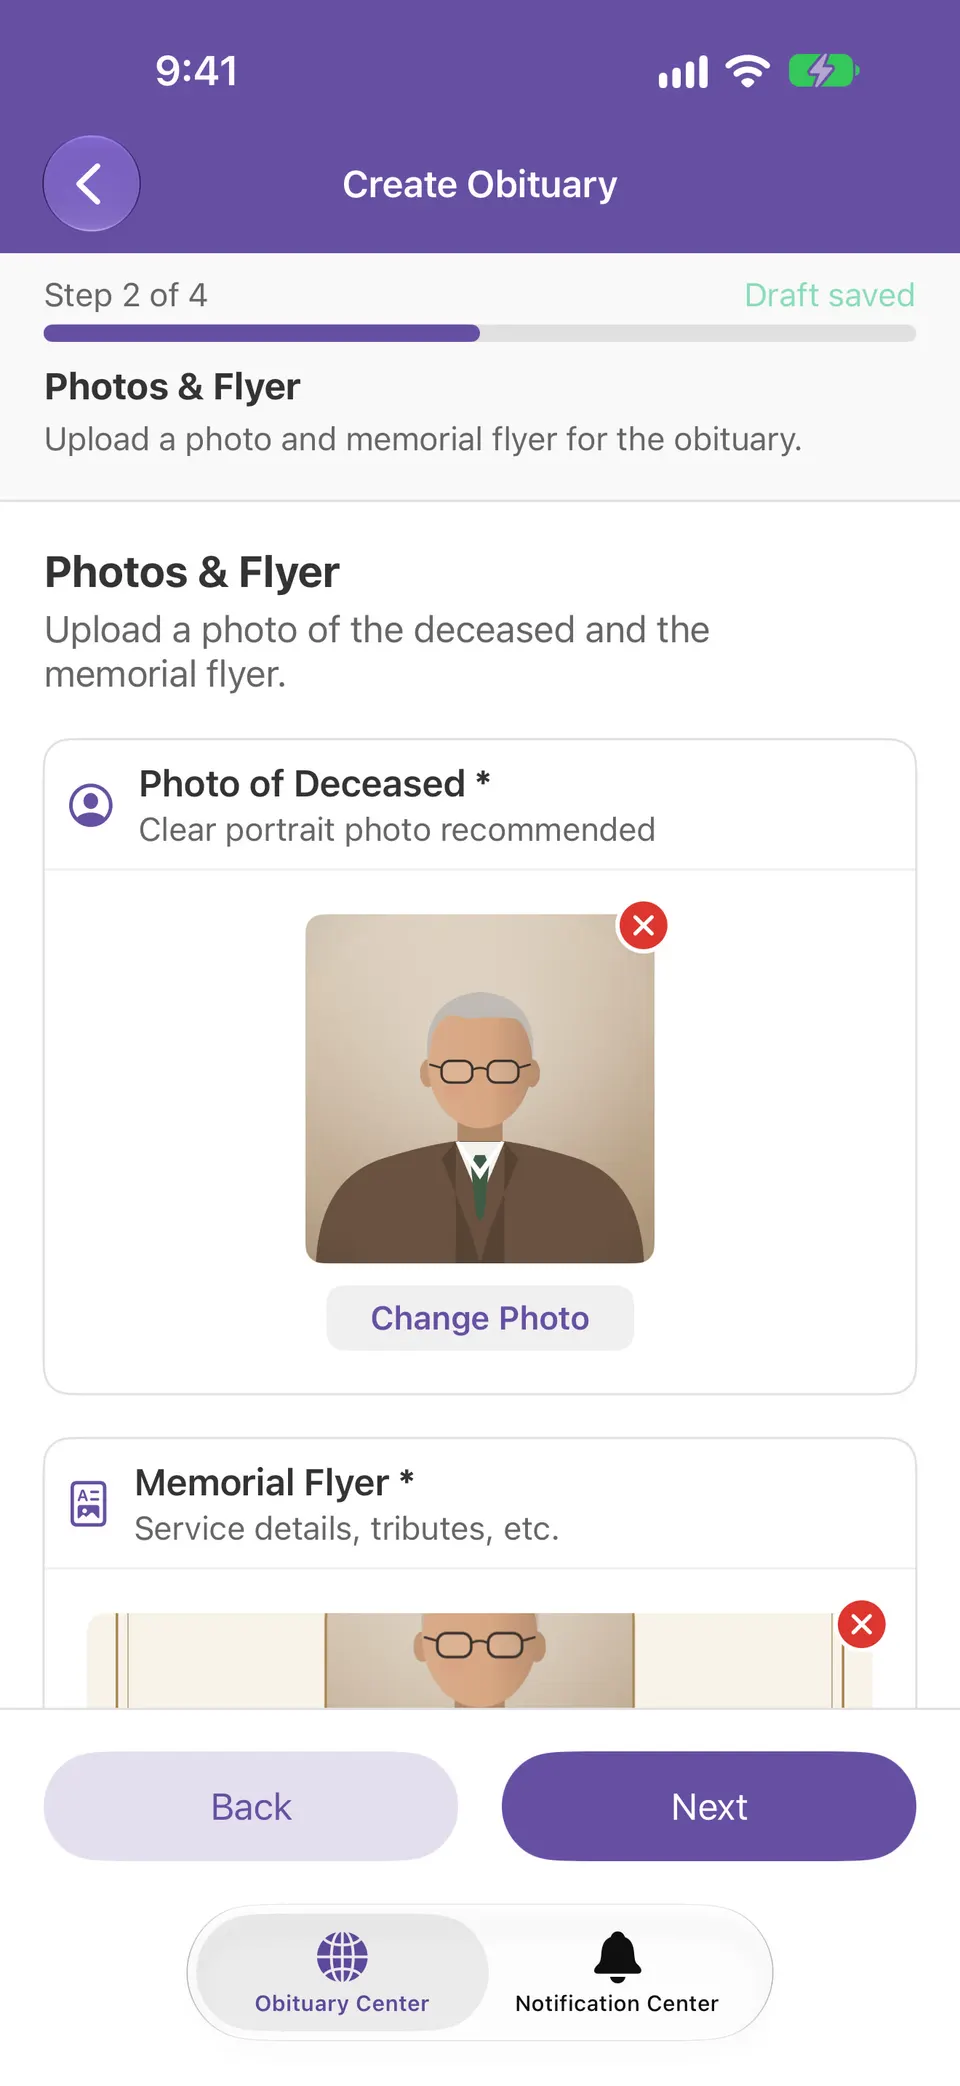 9:41
Create Obituary
Step 2 of 4
Draft saved
Photos & Flyer
Upload a photo and memorial flyer for the obituary.
Photos & Flyer
Upload a photo of the deceased and the
memorial flyer.
Photo of Deceased *
Clear portrait photo recommended
Change Photo
Memorial Flyer *
Service details, tributes, etc.
Back
Next
Obituary Center
Notification Center